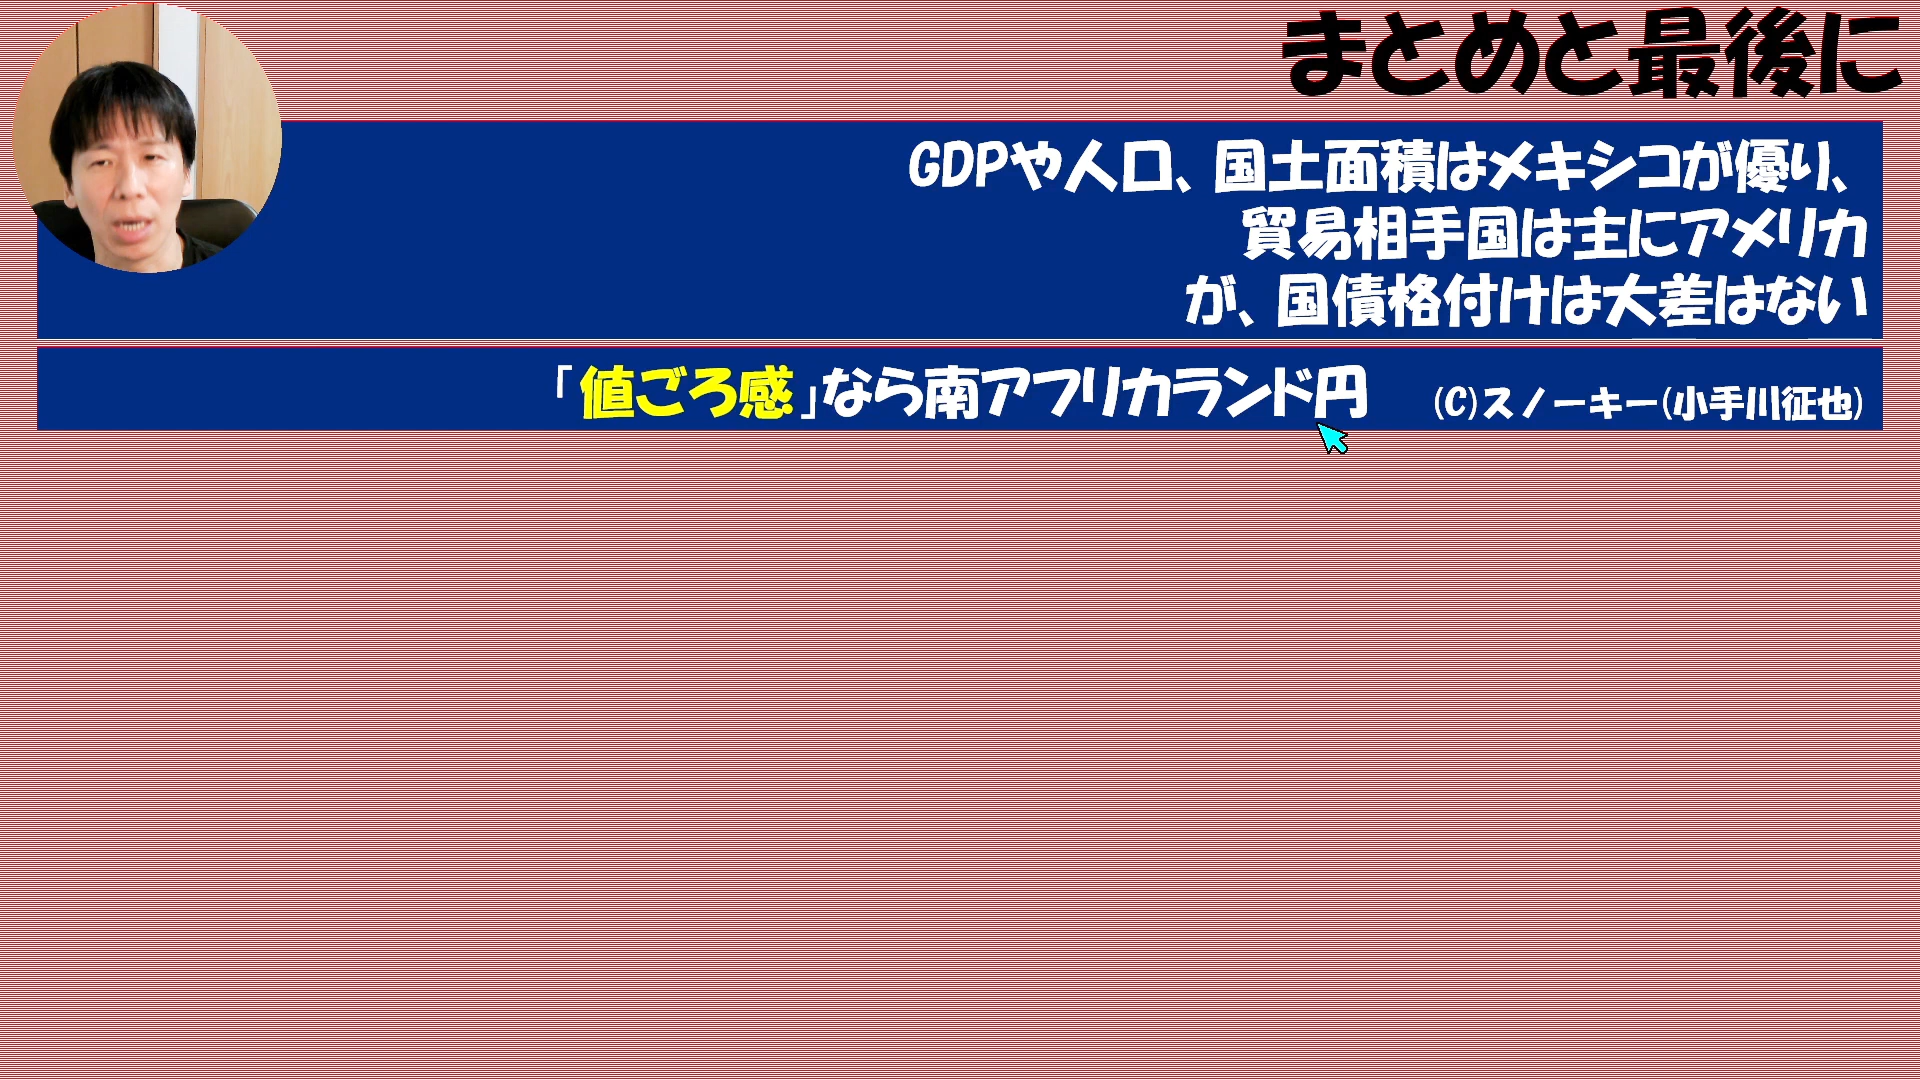 まとめと最後に
GDPや人口、国土面積はメキシコが優り、
貿易相手国は主にアメリカ
が、国債格付けは大差はない
「値ごろ感」なら南アフリカランド円 (C)スノーキー(小手川征也)